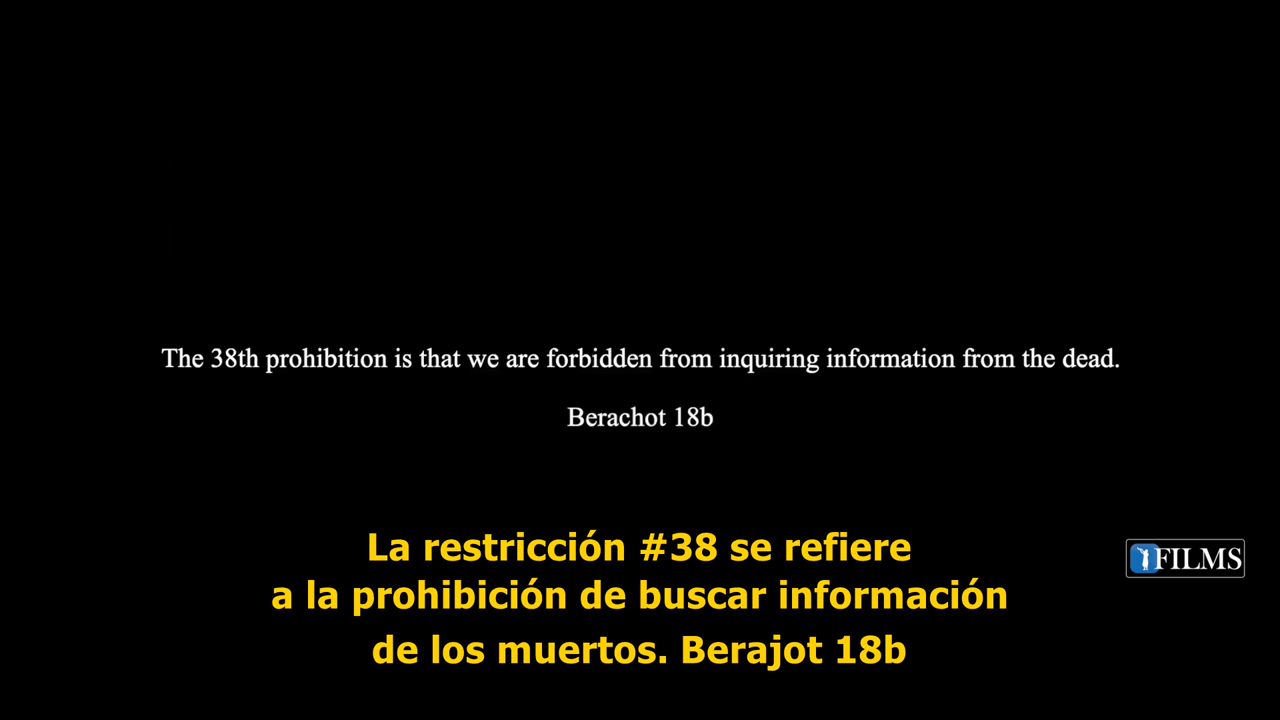 The 38th prohibition is that we are forbidden from inquiring information from the dead.
Berachot 18b
La restricción #38 se refiere
a la prohibición de buscar información
de los muertos. Berajot 18b
FILMS